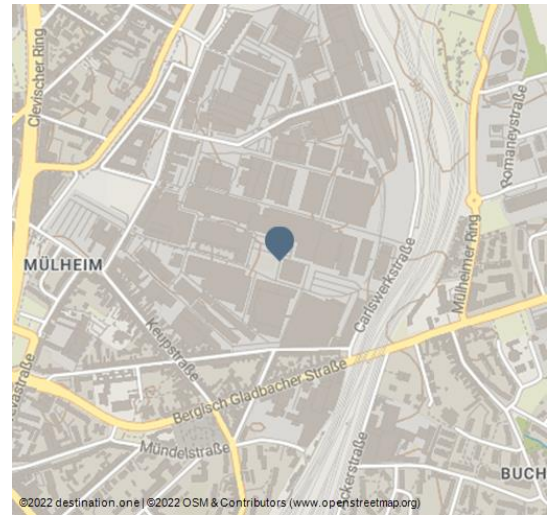 Clevischer Ring
Romaneystraße
Mülheimer Ring
Carlswerkstraße
MÜLHEIM
Keupstraße
Bergisch Gladbacher Straße
Mündelstraße
BUCH
©2022 destination.one | ©2022 OSM & Contributors (www.openstreetmap.org)